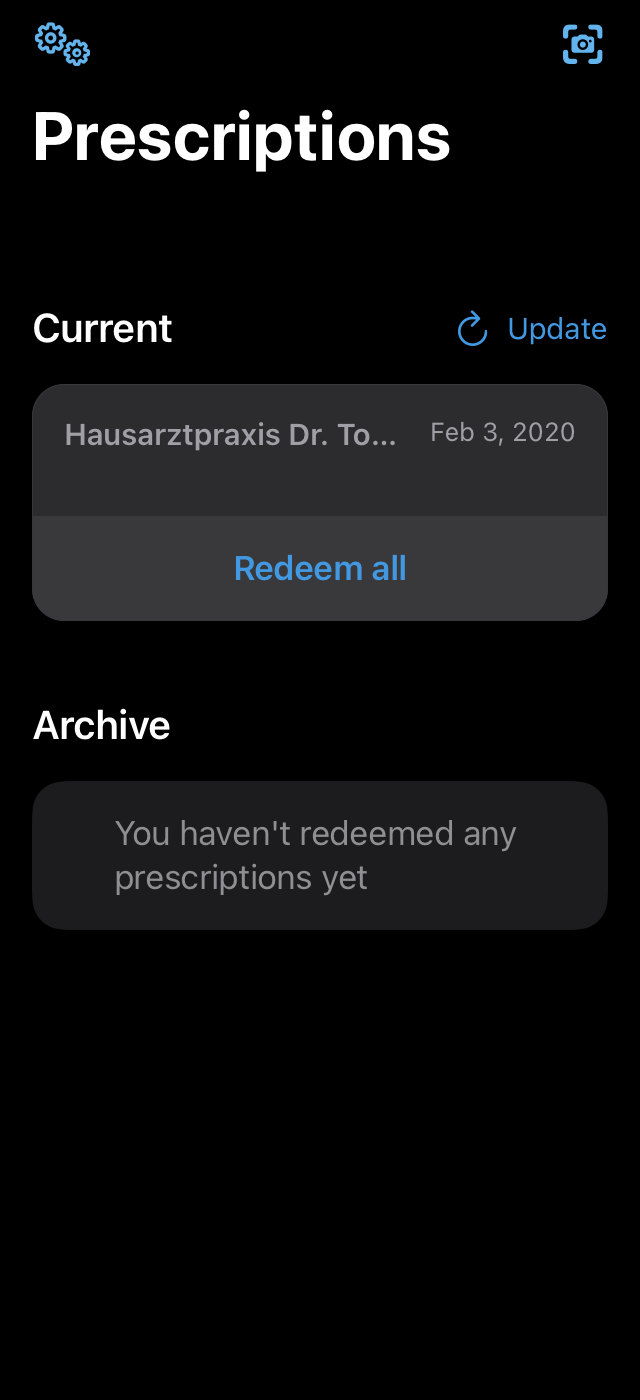 Prescriptions
Current
Update
Hausarztpraxis Dr. To...
Feb 3, 2020
Redeem all
Archive
You haven't redeemed any
prescriptions yet